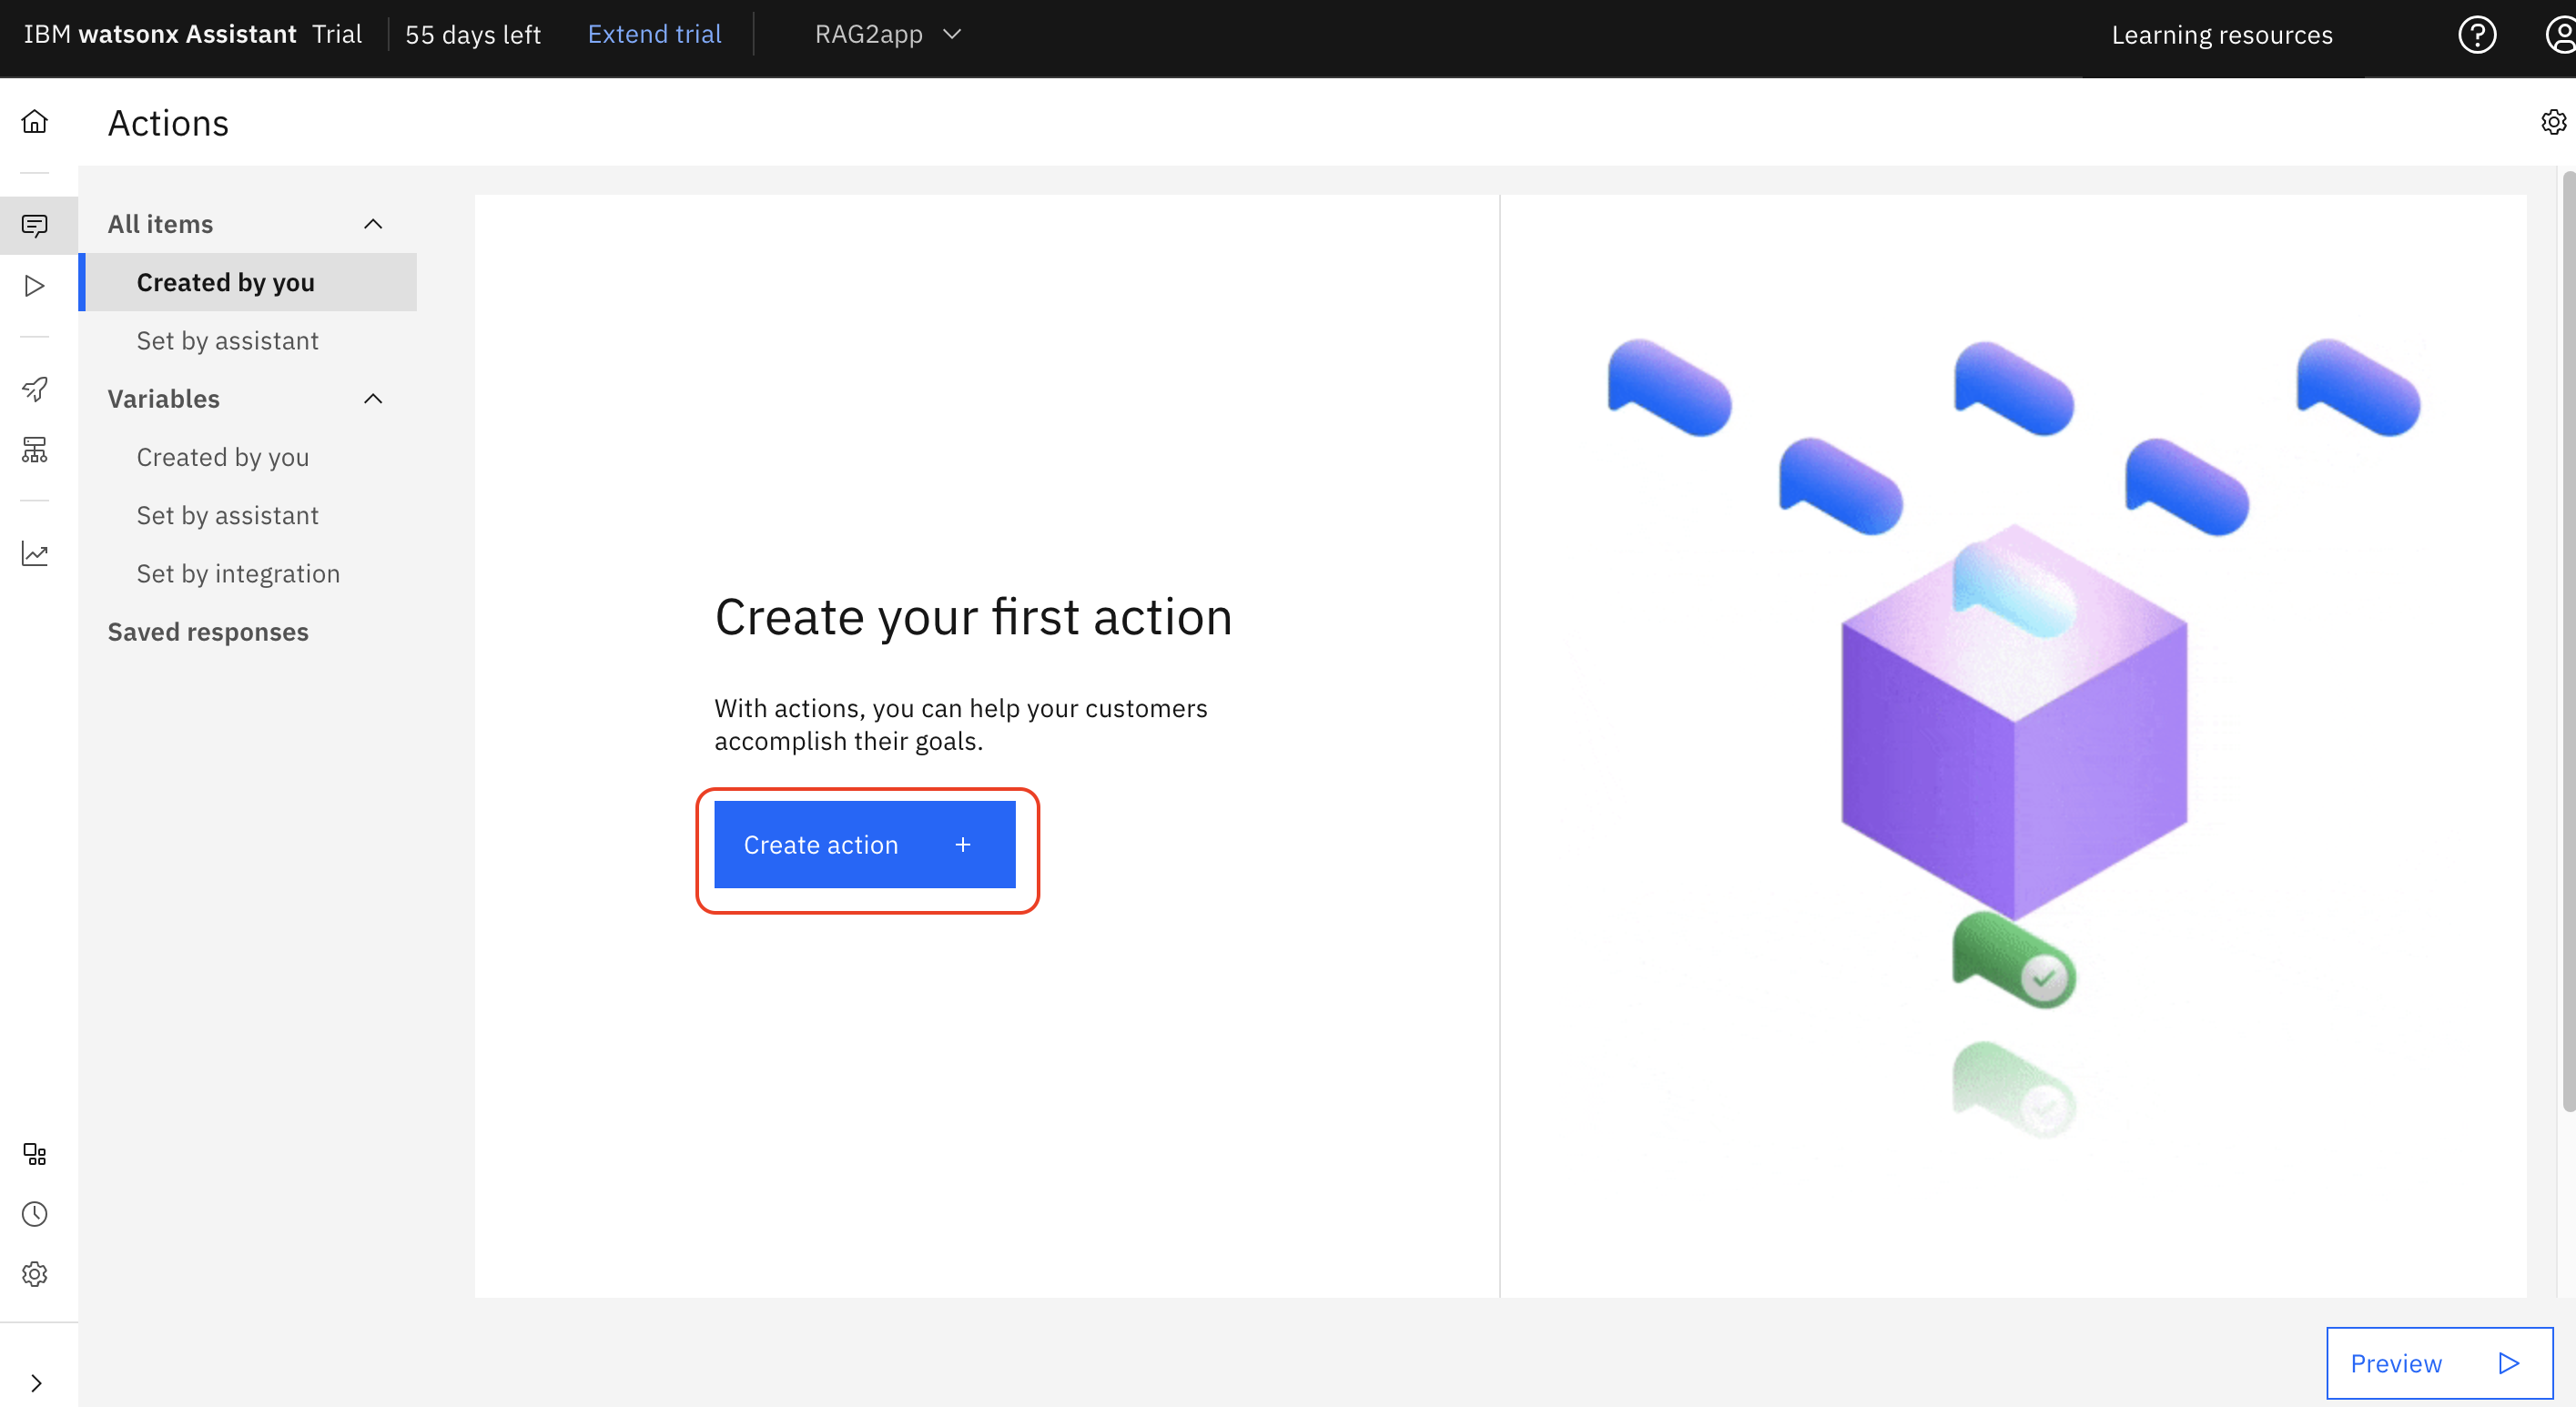 IBM watsonx Assistant Trial 55 days left Extend trial RAG2app Learning resources
Actions
All items
Created by you
Set by assistant
Variables
Created by you
Set by assistant
Set by integration
Saved responses
Create your first action
With actions, you can help your customers
accomplish their goals.
Create action +
Preview